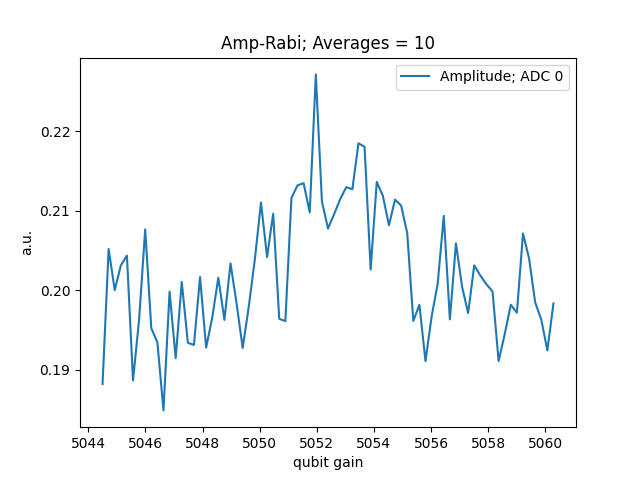 Amp-Rabi; Averages = 10
Amplitude; ADC 0
a.u.
0.22
0.21
0.20
0.19
5044 5046 5048 5050 5052 5054 5056 5058 5060
qubit gain